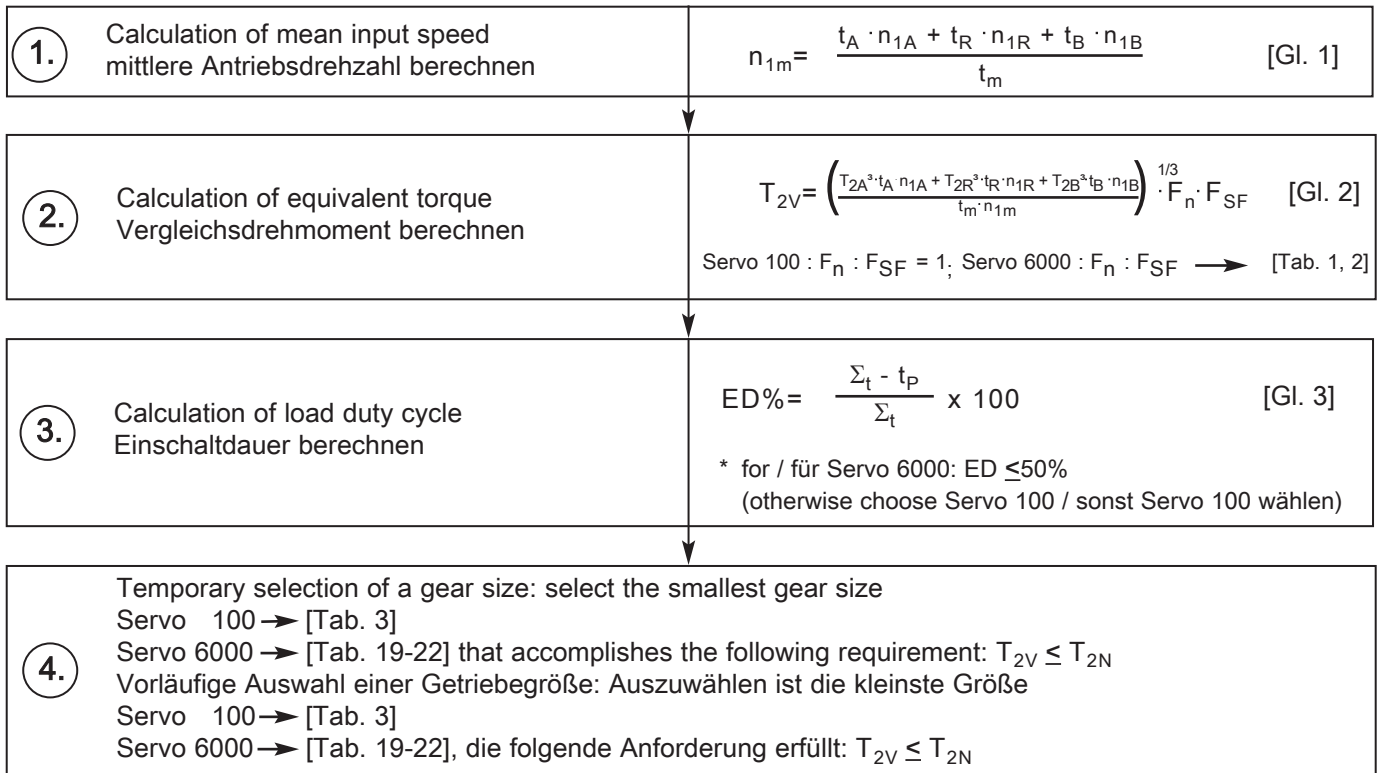 1.
Calculation of mean input speed
mittlere Antriebsdrehzahl berechnen
n1m= (tA · n1A + tR · n1R + tB · n1B) / tm [Gl. 1]
2.
Calculation of equivalent torque
Vergleichsdrehmoment berechnen
T2V= ((T2A³·tA·n1A + T2R³·tR·n1R + T2B³·tB·n1B) / (tm·n1m))^1/3 · Fn · FSF [Gl. 2]
Servo 100 : Fn : FSF = 1; Servo 6000 : Fn : FSF → [Tab. 1, 2]
3.
Calculation of load duty cycle
Einschaltdauer berechnen
ED%= (Σt - tP) / Σt x 100 [Gl. 3]
* for / für Servo 6000: ED ≤50%
(otherwise choose Servo 100 / sonst Servo 100 wählen)
4.
Temporary selection of a gear size: select the smallest gear size
Servo 100 → [Tab. 3]
Servo 6000 → [Tab. 19-22] that accomplishes the following requirement: T2V ≤ T2N
Vorläufige Auswahl einer Getriebegröße: Auszuwählen ist die kleinste Größe
Servo 100 → [Tab. 3]
Servo 6000 → [Tab. 19-22], die folgende Anforderung erfüllt: T2V ≤ T2N